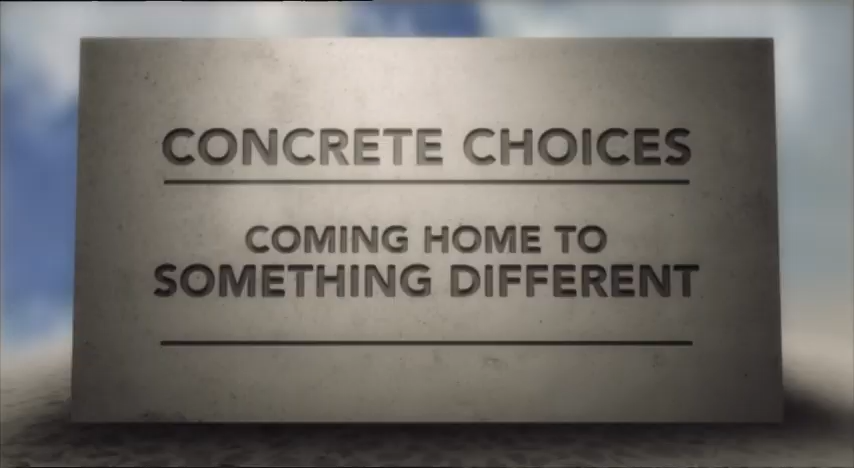 CONCRETE CHOICES
COMING HOME TO
SOMETHING DIFFERENT